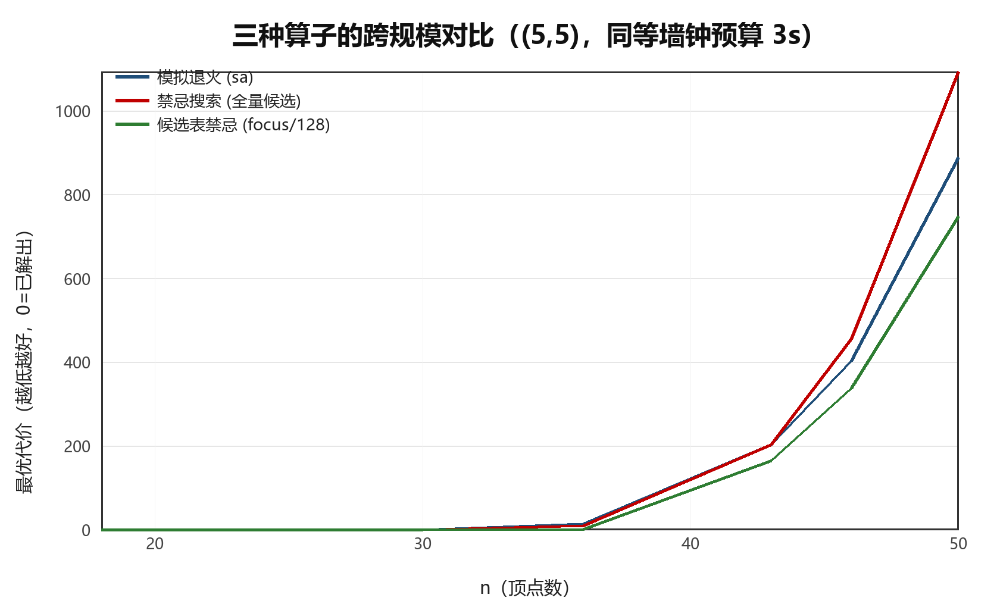 三种算子的跨规模对比（(5,5)，同等墙钟预算 3s）
模拟退火 (sa)
禁忌搜索 (全量候选)
候选表禁忌 (focus/128)
1000
800
600
400
200
0
最优代价（越低越好，0=已解出）
20
30
40
50
n（顶点数）